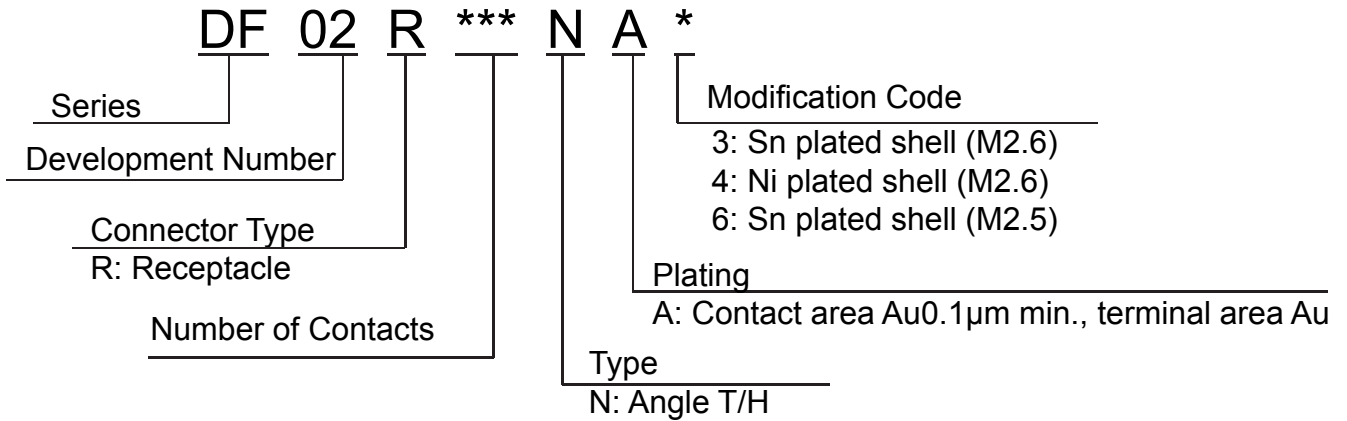 DF 02 R *** N A *
Series
Modification Code
3: Sn plated shell (M2.6)
4: Ni plated shell (M2.6)
6: Sn plated shell (M2.5)
Development Number
Connector Type
R: Receptacle
Plating
A: Contact area Au0.1μm min., terminal area Au
Number of Contacts
Type
N: Angle T/H